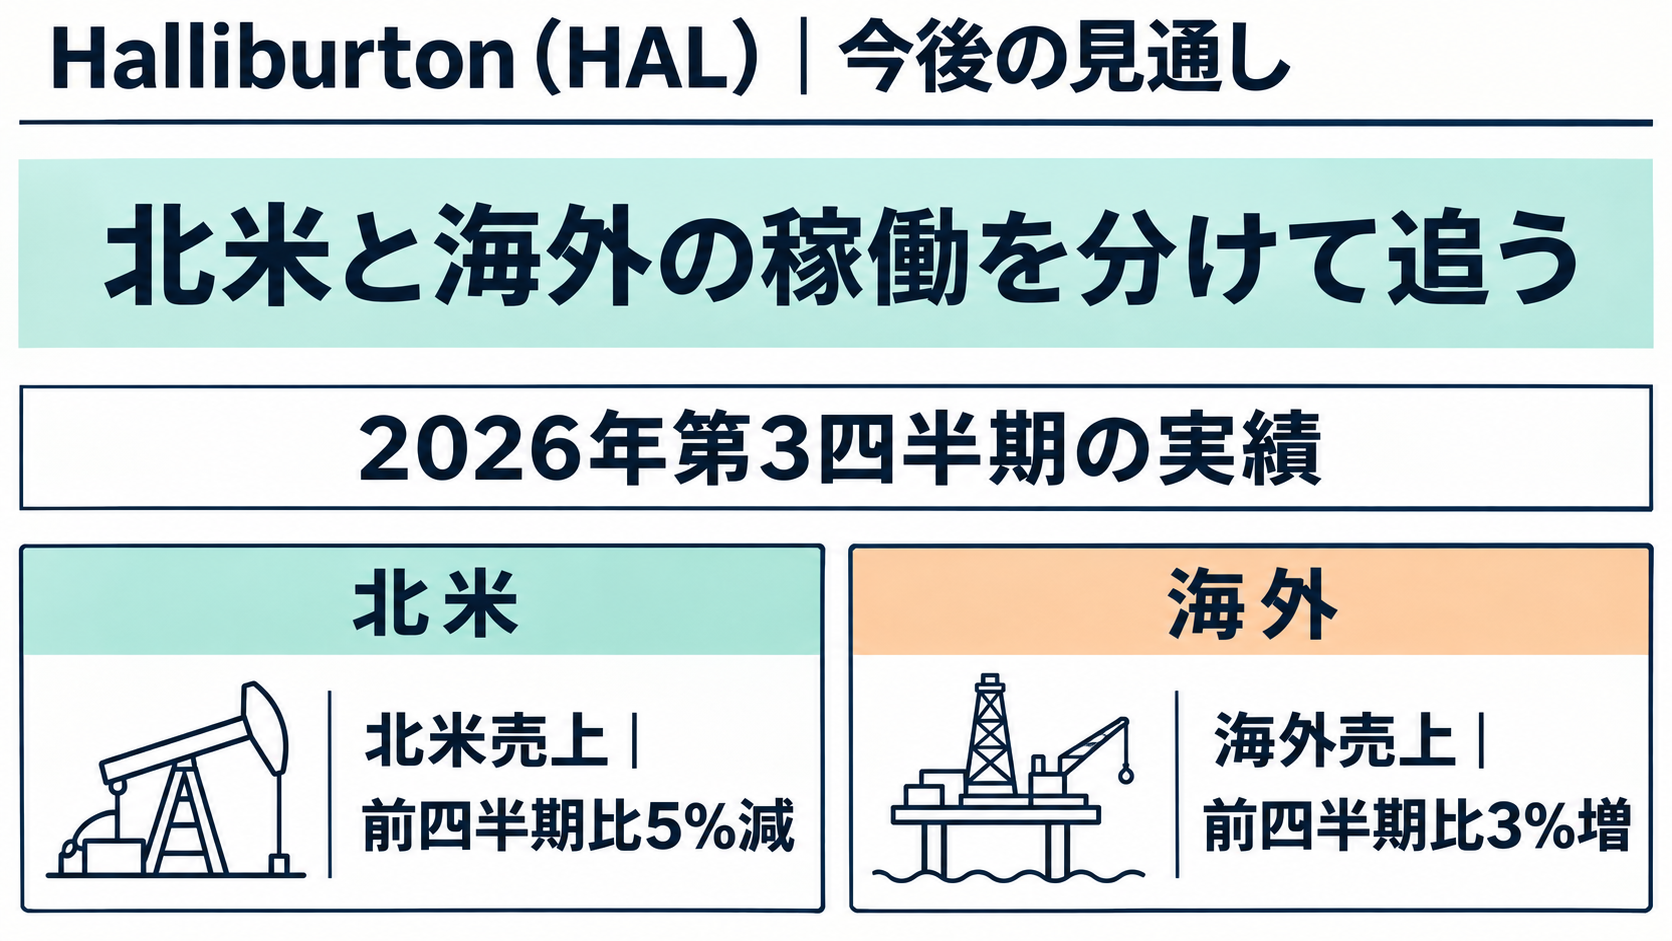 Halliburton（HAL）｜今後の見通し
北米と海外の稼働を分けて追う
2026年第3四半期の実績
北米
北米売上｜
前四半期比5%減
海外
海外売上｜
前四半期比3%増